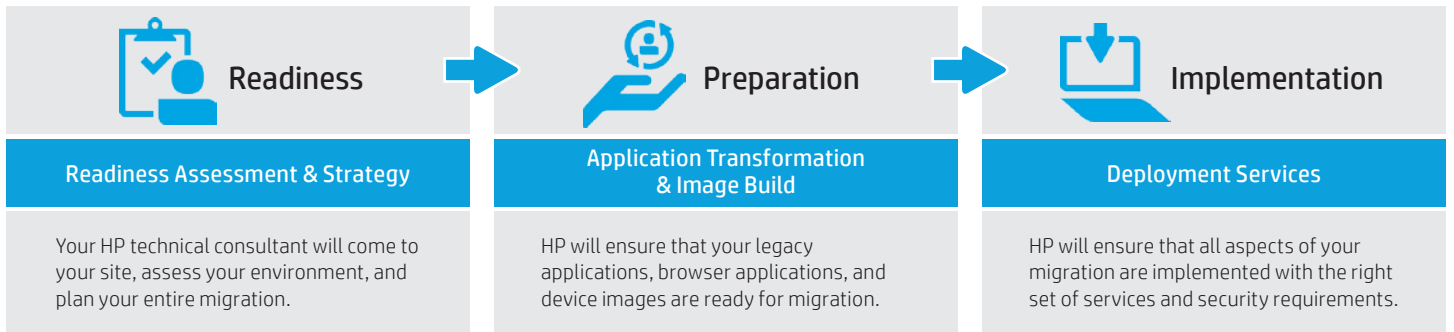 Readiness
Readiness Assessment & Strategy
Your HP technical consultant will come to
your site, assess your environment, and
plan your entire migration.
Preparation
Application Transformation
& Image Build
HP will ensure that your legacy
applications, browser applications, and
device images are ready for migration.
Implementation
Deployment Services
HP will ensure that all aspects of your
migration are implemented with the right
set of services and security requirements.